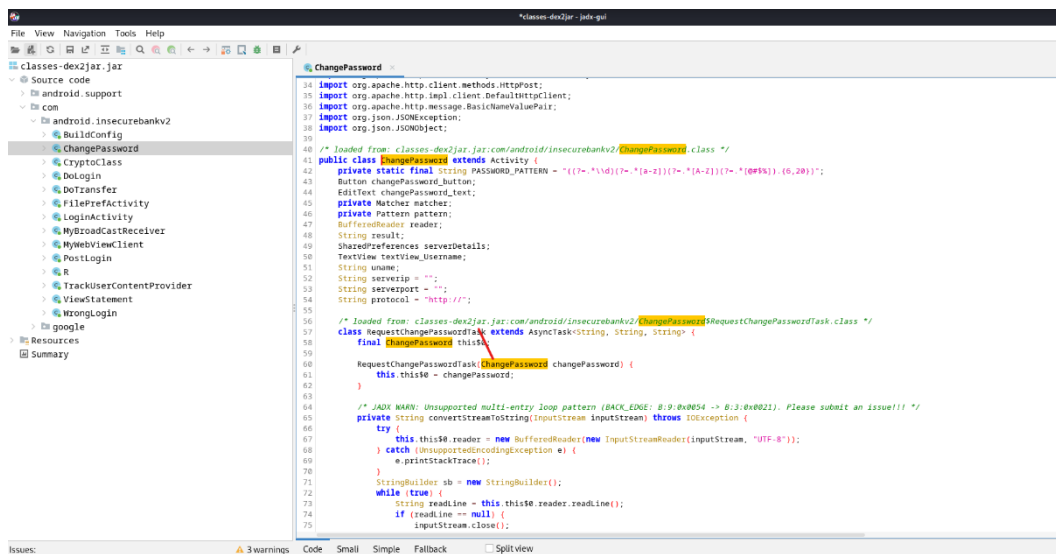 *classes-dex2jar - jadx-gui
File View Navigation Tools Help
classes-dex2jar.jar
Source code
android.support
com
android.insecurebankv2
BuildConfig
ChangePassword
CryptoClass
DoLogin
DoTransfer
FilePrefActivity
LoginActivity
MyBroadCastReceiver
MyWebViewClient
PostLogin
R
TrackUserContentProvider
ViewStatement
WrongLogin
google
Resources
Summary
ChangePassword ×
34 import org.apache.http.client.methods.HttpPost;
35 import org.apache.http.impl.client.DefaultHttpClient;
36 import org.apache.http.message.BasicNameValuePair;
37 import org.json.JSONException;
38 import org.json.JSONObject;
39
40 /* loaded from: classes-dex2jar.jar:com/android/insecurebankv2/ChangePassword.class */
41 public class ChangePassword extends Activity {
42 private static final String PASSWORD_PATTERN = "((?=.*\\d)(?=.*[a-z])(?=.*[A-Z])(?=.*[@#$%]).{6,20})";
43 Button changePassword_button;
44 EditText changePassword_text;
45 private Matcher matcher;
46 private Pattern pattern;
47 BufferedReader reader;
48 String result;
49 SharedPreferences serverDetails;
50 TextView textView_Username;
51 String uname;
52 String serverip = "";
53 String serverport = "";
54 String protocol = "http://";
55
56 /* loaded from: classes-dex2jar.jar:com/android/insecurebankv2/ChangePassword$RequestChangePasswordTask.class */
57 class RequestChangePasswordTask extends AsyncTask<String, String, String> {
58 final ChangePassword this$0;
59
60 RequestChangePasswordTask(ChangePassword changePassword) {
61 this.this$0 = changePassword;
62 }
63
64 /* JADX WARN: Unsupported multi-entry loop pattern (BACK_EDGE: B:9:0x0054 -> B:3:0x0021). Please submit an issue!!! */
65 private String convertStreamToString(InputStream inputStream) throws IOException {
66 try {
67 this.this$0.reader = new BufferedReader(new InputStreamReader(inputStream, "UTF-8"));
68 } catch (UnsupportedEncodingException e) {
69 e.printStackTrace();
70 }
71 StringBuilder sb = new StringBuilder();
72 while (true) {
73 String readLine = this.this$0.reader.readLine();
74 if (readLine == null) {
75 inputStream.close();
Issues: 3 warnings Code Smali Simple Fallback Split view